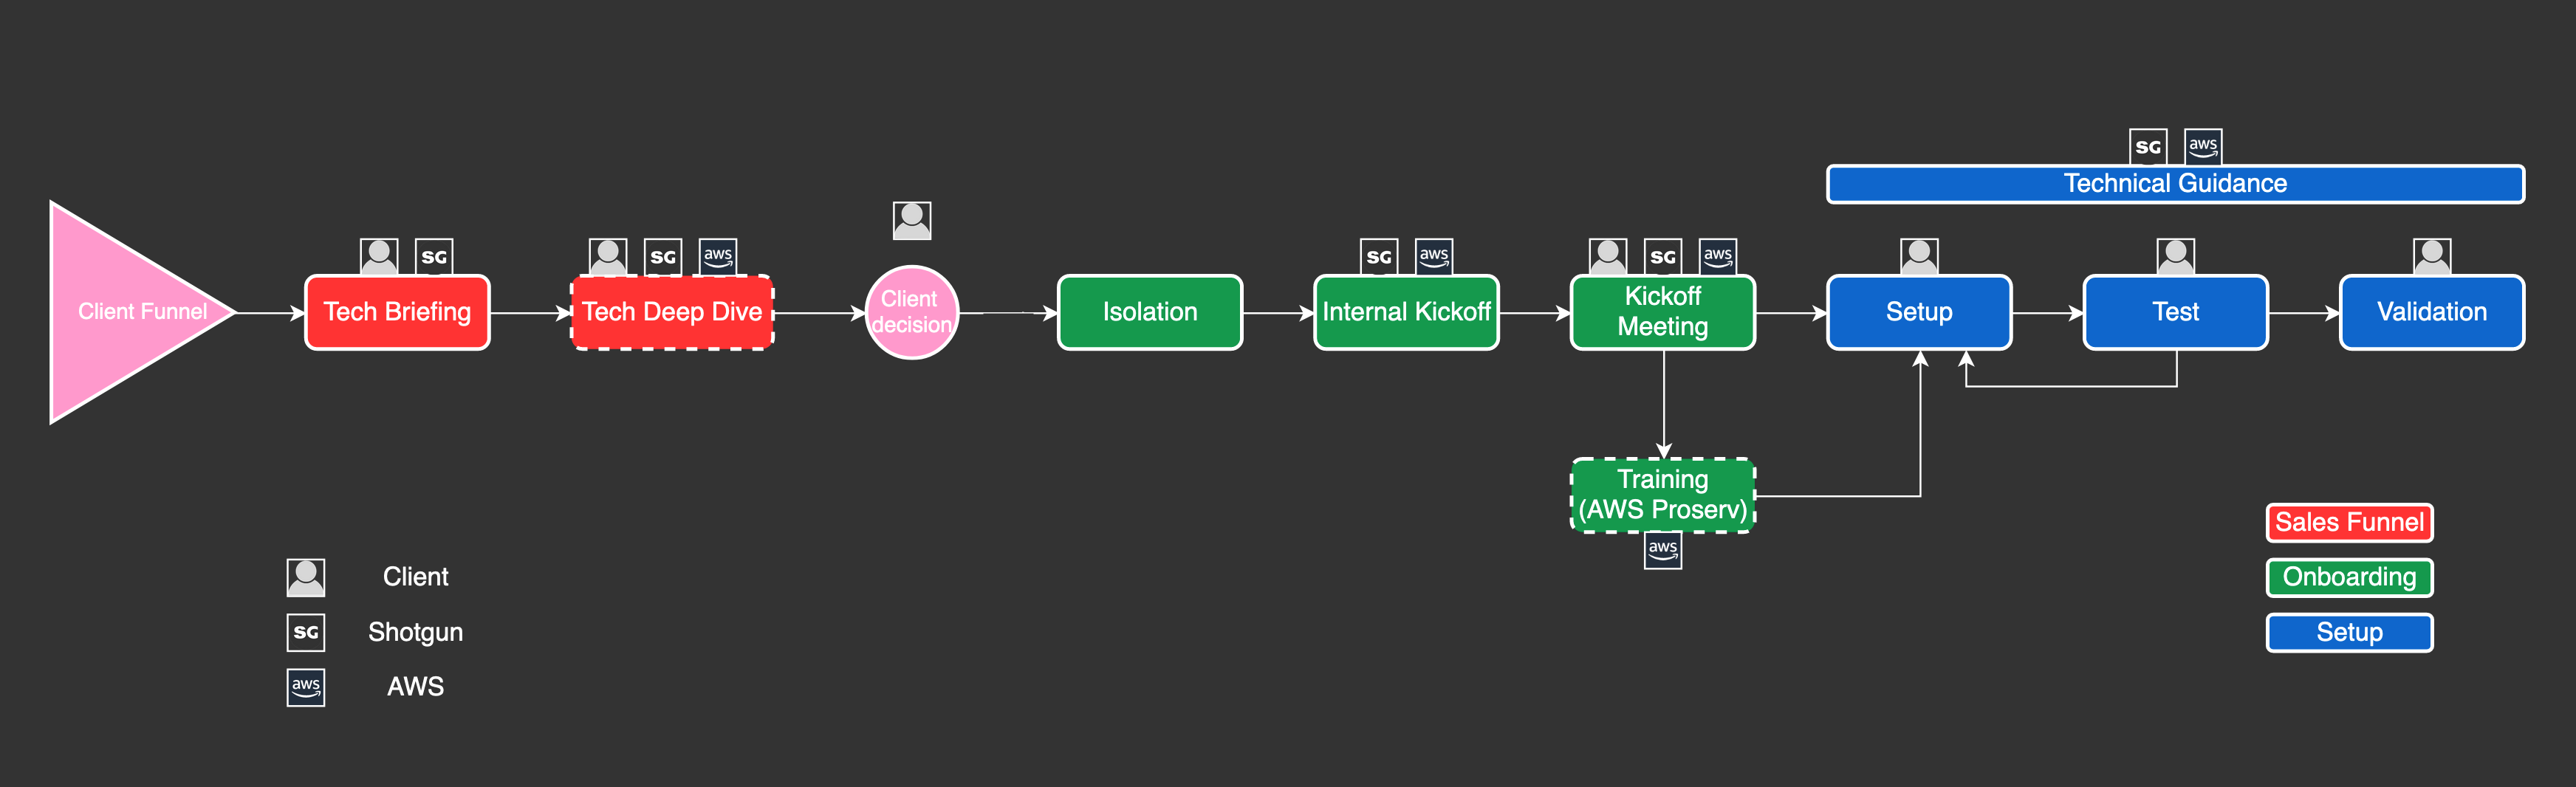 SG
aws
Technical Guidance
SG
SG
aws
SG
aws
SG
aws
Client Funnel
Tech Briefing
Tech Deep Dive
Client
decision
Isolation
Internal Kickoff
Kickoff
Meeting
Setup
Test
Validation
Training
(AWS Proserv)
aws
Client
SG
Shotgun
aws
AWS
Sales Funnel
Onboarding
Setup